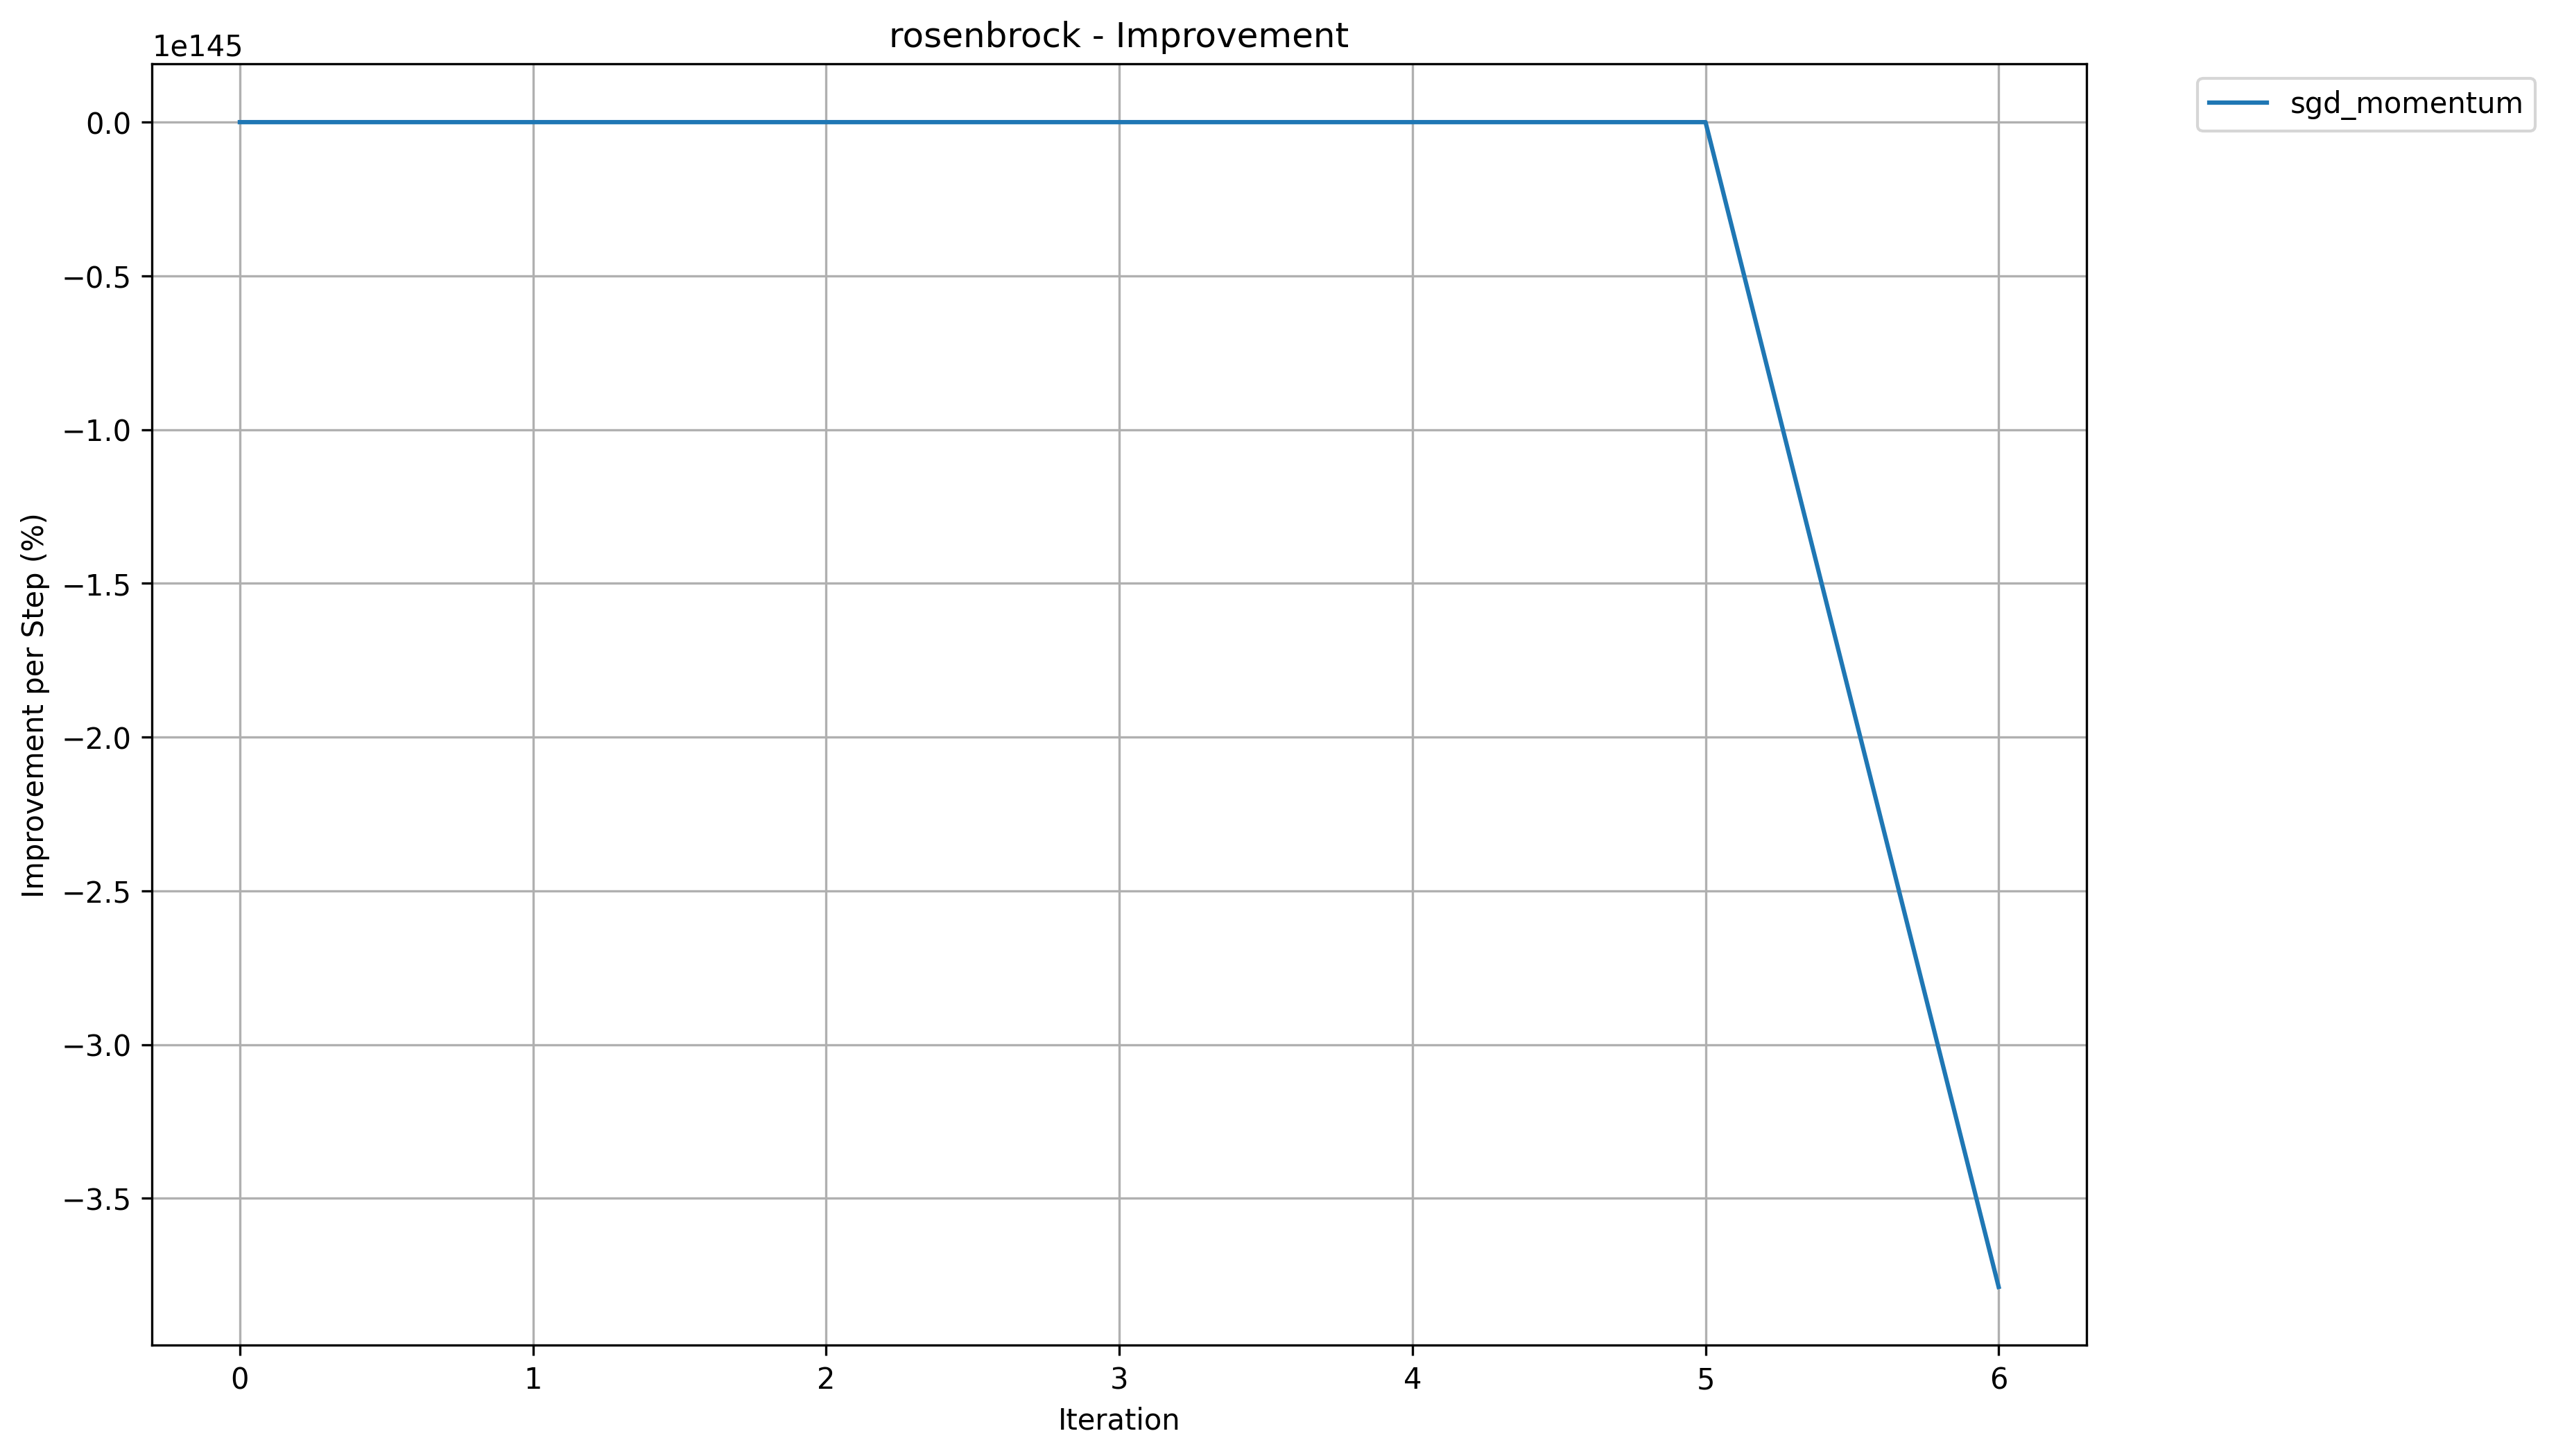 rosenbrock - Improvement
1e145
sgd_momentum
0.0
−0.5
−1.0
−1.5
−2.0
−2.5
−3.0
−3.5
Improvement per Step (%)
0 1 2 3 4 5 6
Iteration